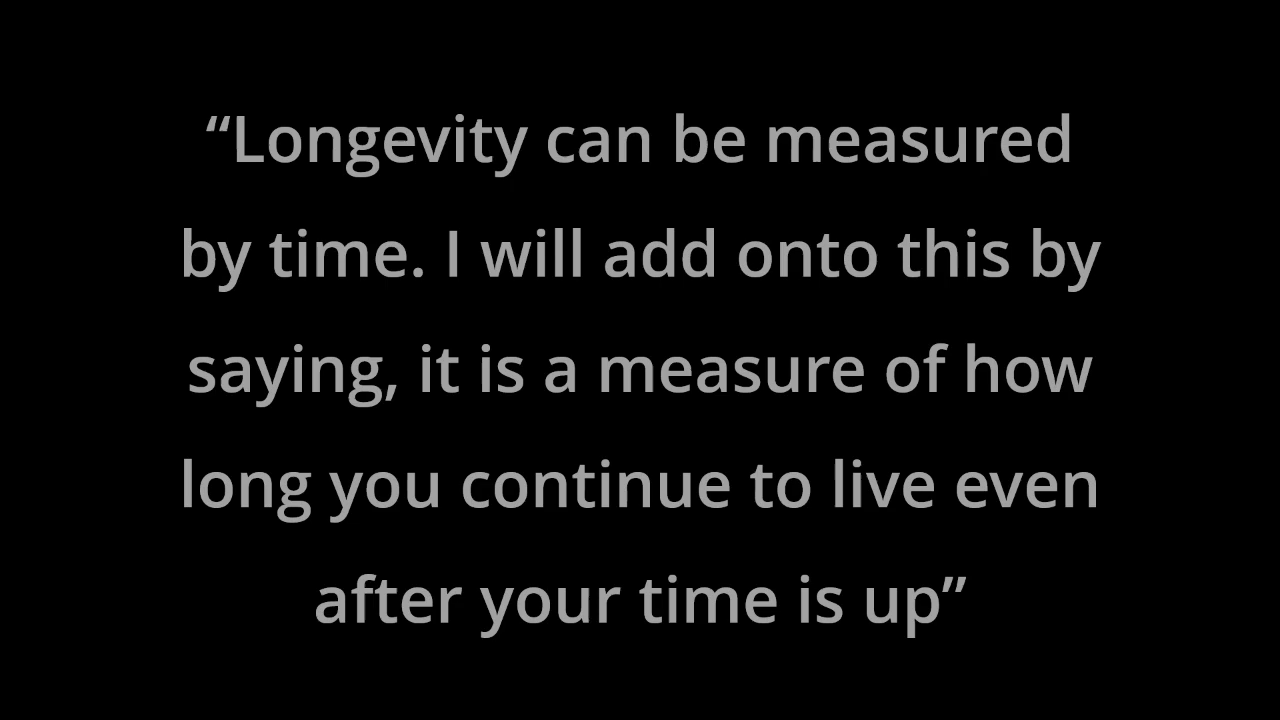 “Longevity can be measured
by time. I will add onto this by
saying, it is a measure of how
long you continue to live even
after your time is up”